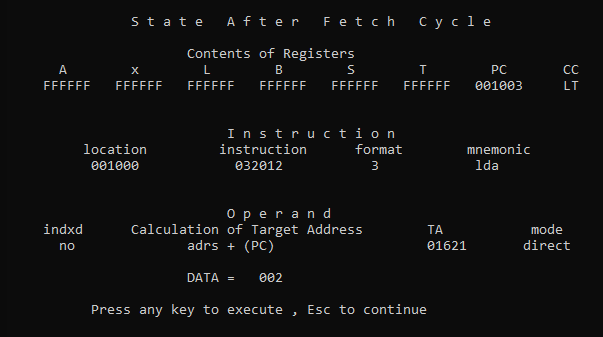 S t a t e   A f t e r   F e t c h   C y c l e
Contents of Registers
A x L B S T PC CC
FFFFFF FFFFFF FFFFFF FFFFFF FFFFFF FFFFFF 001003 LT
I n s t r u c t i o n
location instruction format mnemonic
001000 032012 3 lda
O p e r a n d
indxd Calculation of Target Address TA mode
no adrs + (PC) 01621 direct
DATA = 002
Press any key to execute , Esc to continue